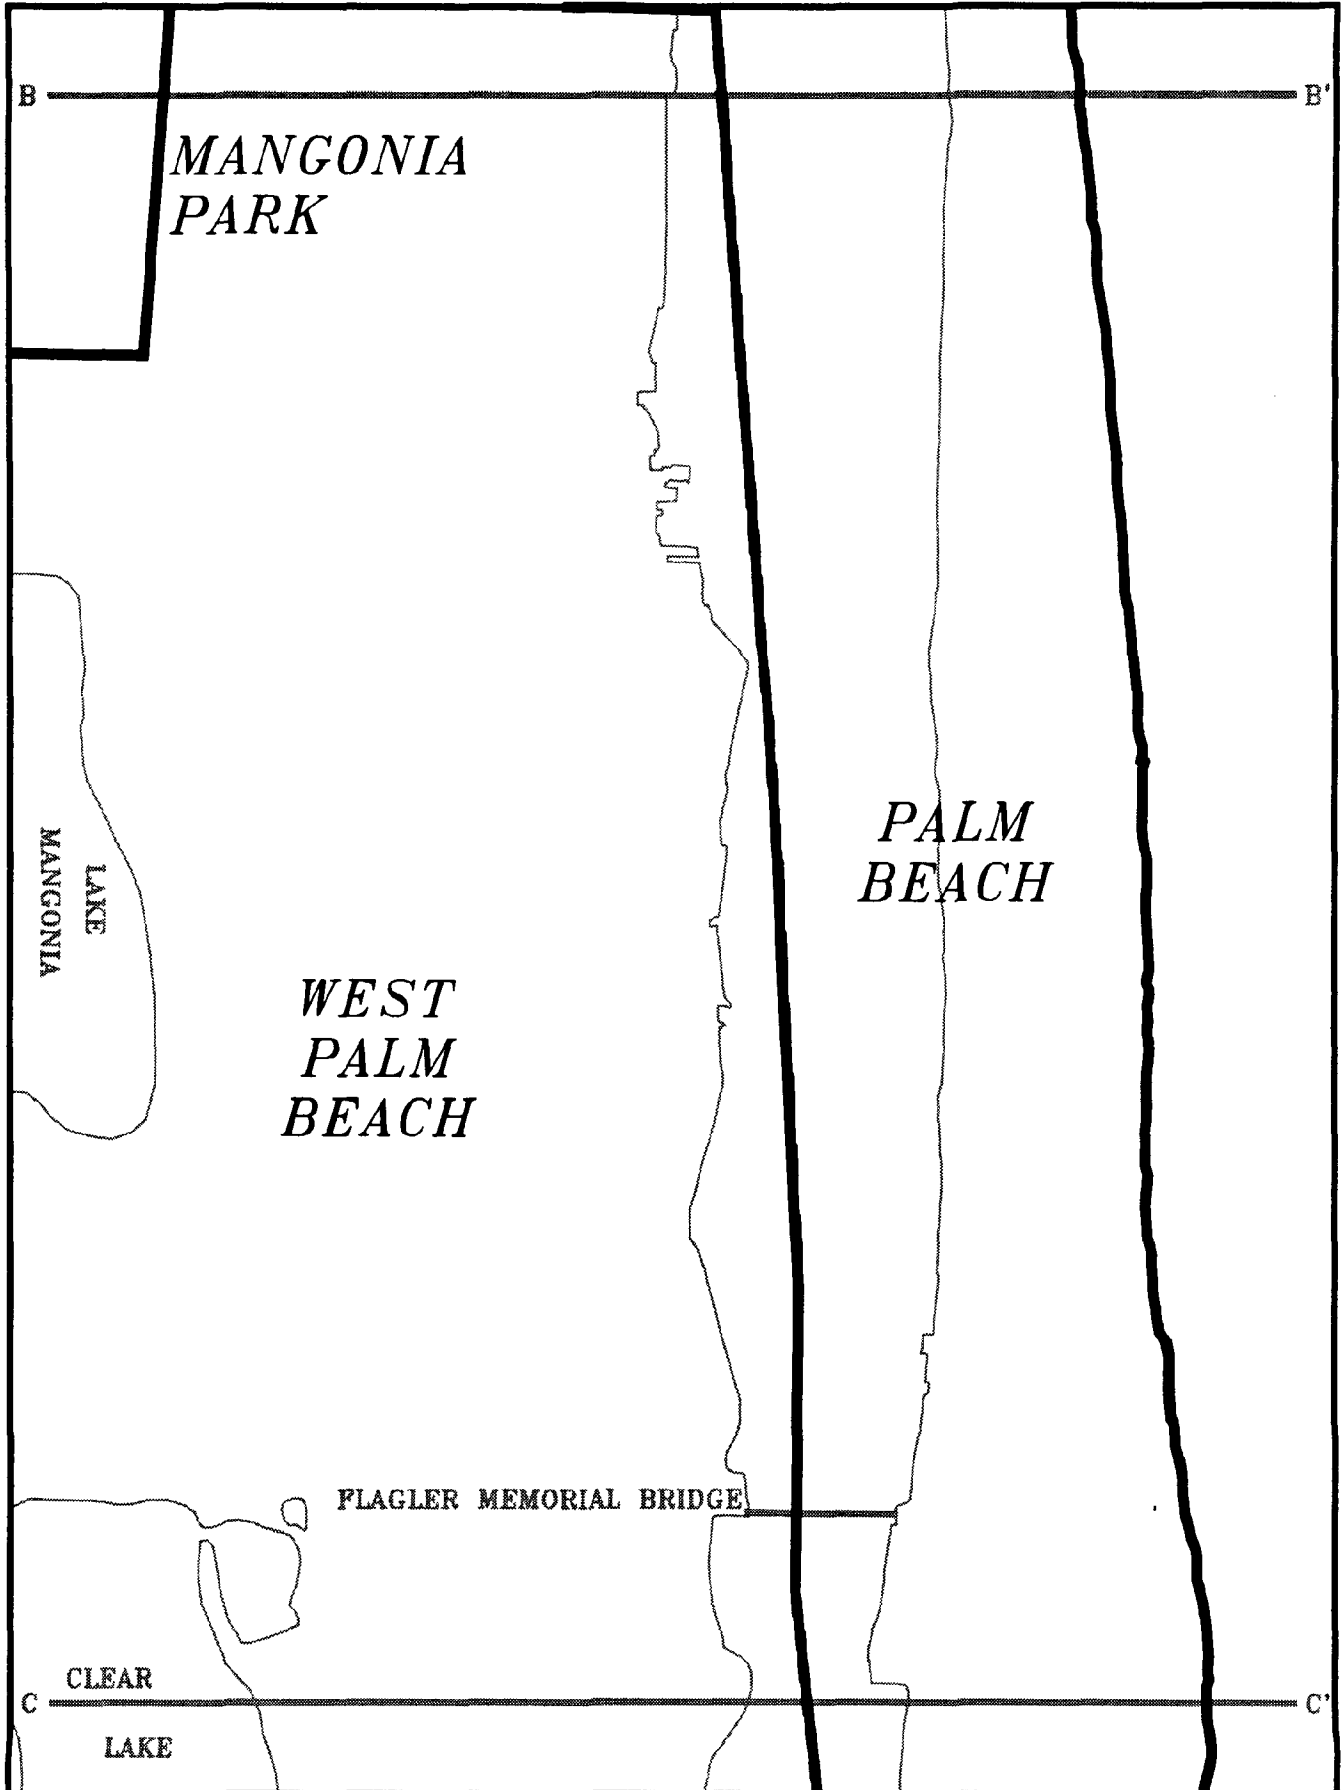 B B'
MANGONIA
PARK
PALM
BEACH
LAKE
MANGONIA
WEST
PALM
BEACH
FLAGLER MEMORIAL BRIDGE
CLEAR
C C'
LAKE